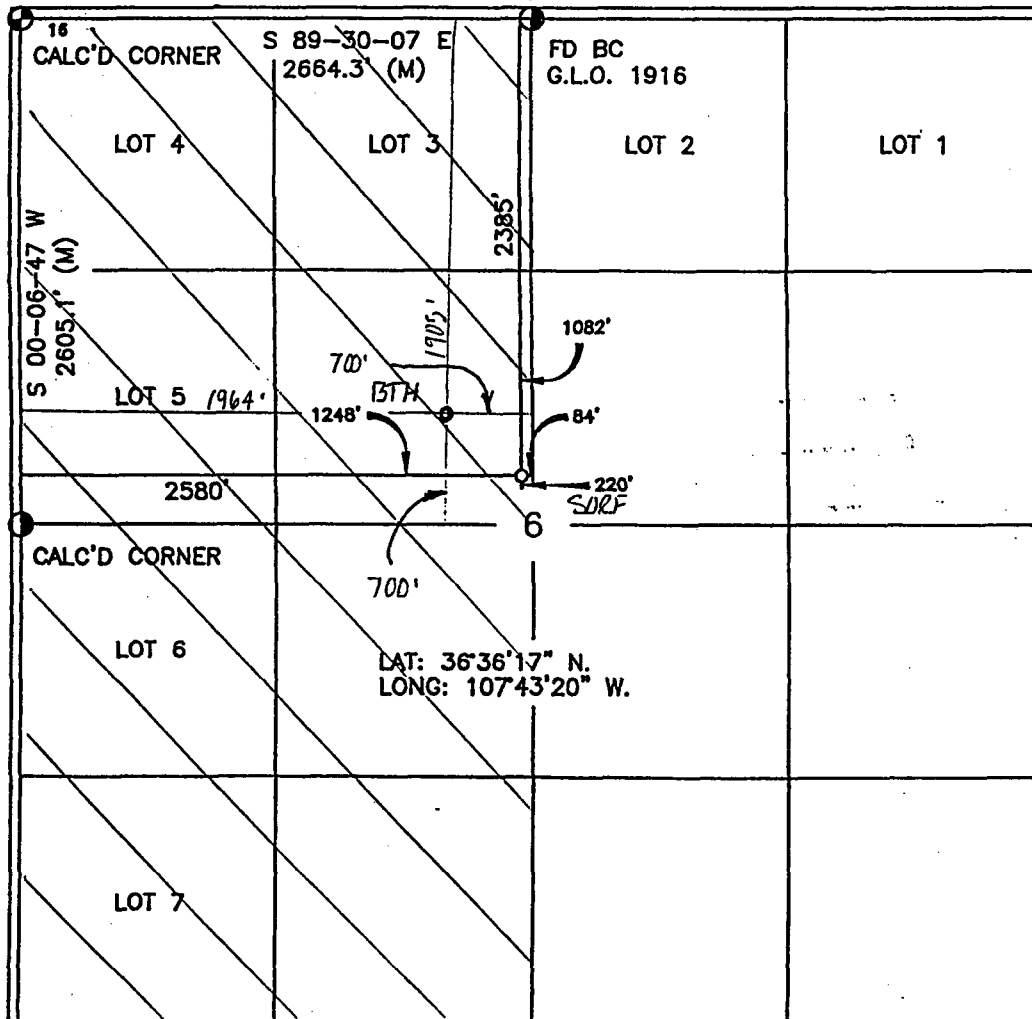 16
CALC'D CORNER
S 89-30-07 E
2664.3' (M)
FD BC
G.L.O. 1916
LOT 4
LOT 3
LOT 2
LOT 1
S 00-06-47 W
2605.1' (M)
2385'
1905'
1082'
700'
LOT 5
1964'
BTH
1248'
84'
2580'
220'
SURF
6
CALC'D CORNER
700'
LOT 6
LAT: 36°36'17" N.
LONG: 107°43'20" W.
LOT 7